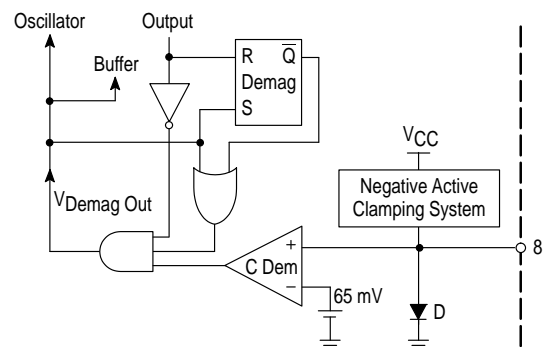 Oscillator
Output
Buffer
R
Q
Demag
S
VCC
Negative Active
Clamping System
VDemag Out
+
C Dem
–
65 mV
8
D